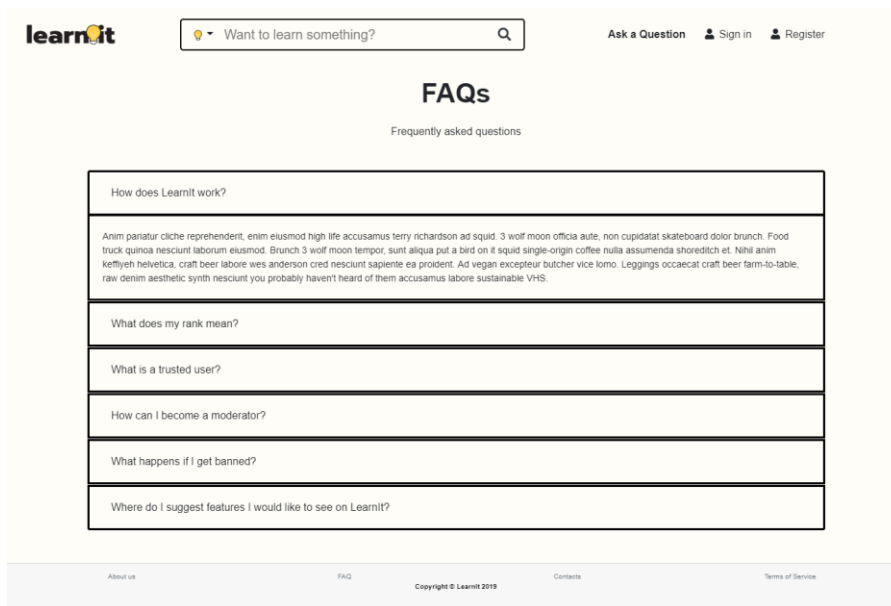 learnit
Want to learn something?
Ask a Question
Sign in
Register
FAQs
Frequently asked questions
How does LearnIt work?
Anim pariatur cliche reprehenderit, enim eiusmod high life accusamus terry richardson ad squid. 3 wolf moon officia aute, non cupidatat skateboard dolor brunch. Food
truck quinoa nesciunt laborum eiusmod. Brunch 3 wolf moon tempor, sunt aliqua put a bird on it squid single-origin coffee nulla assumenda shoreditch et. Nihil anim
keffiyeh helvetica, craft beer labore wes anderson cred nesciunt sapiente ea proident. Ad vegan excepteur butcher vice lomo. Leggings occaecat craft beer farm-to-table,
raw denim aesthetic synth nesciunt you probably haven't heard of them accusamus labore sustainable VHS.
What does my rank mean?
What is a trusted user?
How can I become a moderator?
What happens if I get banned?
Where do I suggest features I would like to see on LearnIt?
About us
FAQ
Contacts
Terms of Service
Copyright © LearnIt 2019